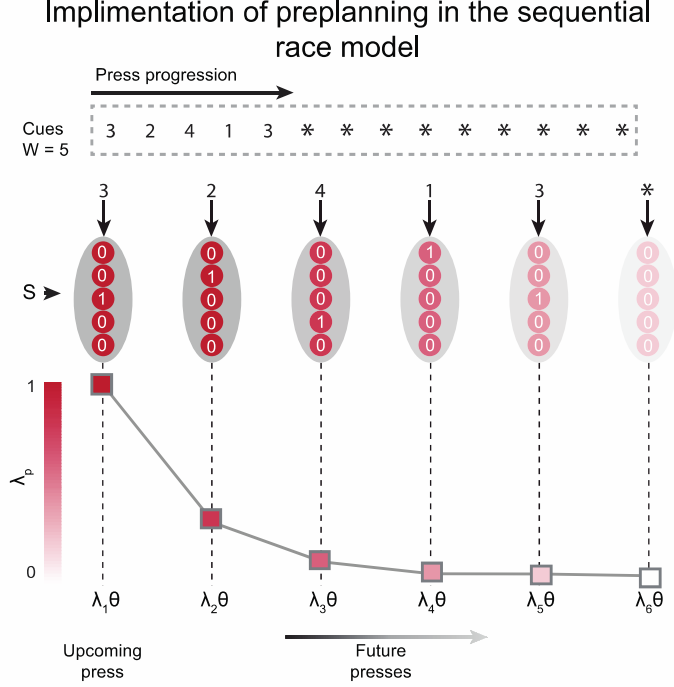 Implimentation of preplanning in the sequential
race model
Press progression
Cues
W = 5
3 2 4 1 3 * * * * * * * * *
3 2 4 1 3 *
S
0 0 0 1 0 0
0 1 0 0 0 0
1 0 0 0 1 0
0 0 1 0 0 0
0 0 0 0 0 0
1
λp
0
λ1θ λ2θ λ3θ λ4θ λ5θ λ6θ
Upcoming
press
Future
presses